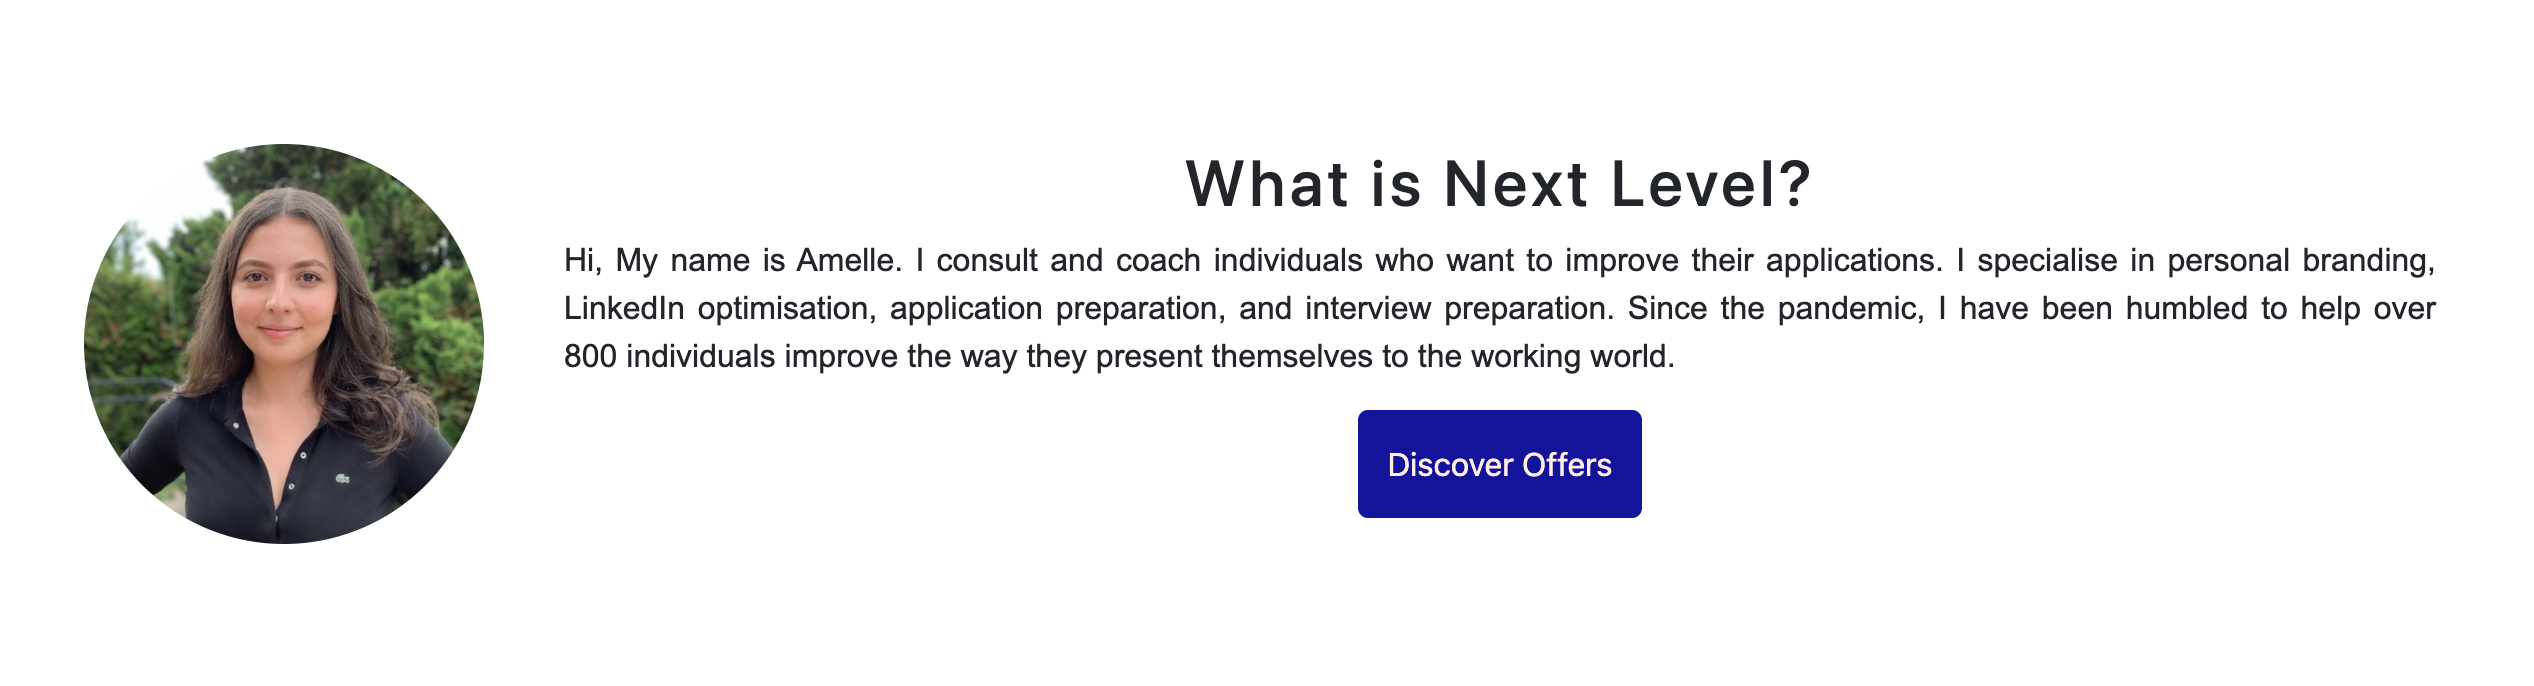 What is Next Level?
Hi, My name is Amelle. I consult and coach individuals who want to improve their applications. I specialise in personal branding,
LinkedIn optimisation, application preparation, and interview preparation. Since the pandemic, I have been humbled to help over
800 individuals improve the way they present themselves to the working world.
Discover Offers